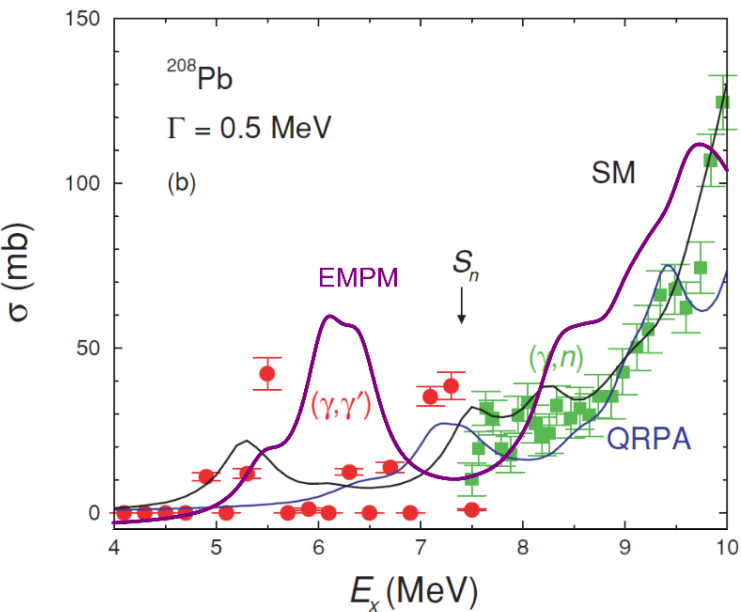 150
100
50
0
σ (mb)
²⁰⁸Pb
Γ = 0.5 MeV
(b)
SM
EMPM
Sₙ
(γ,n)
(γ,γ′)
QRPA
4 5 6 7 8 9 10
Eₓ (MeV)